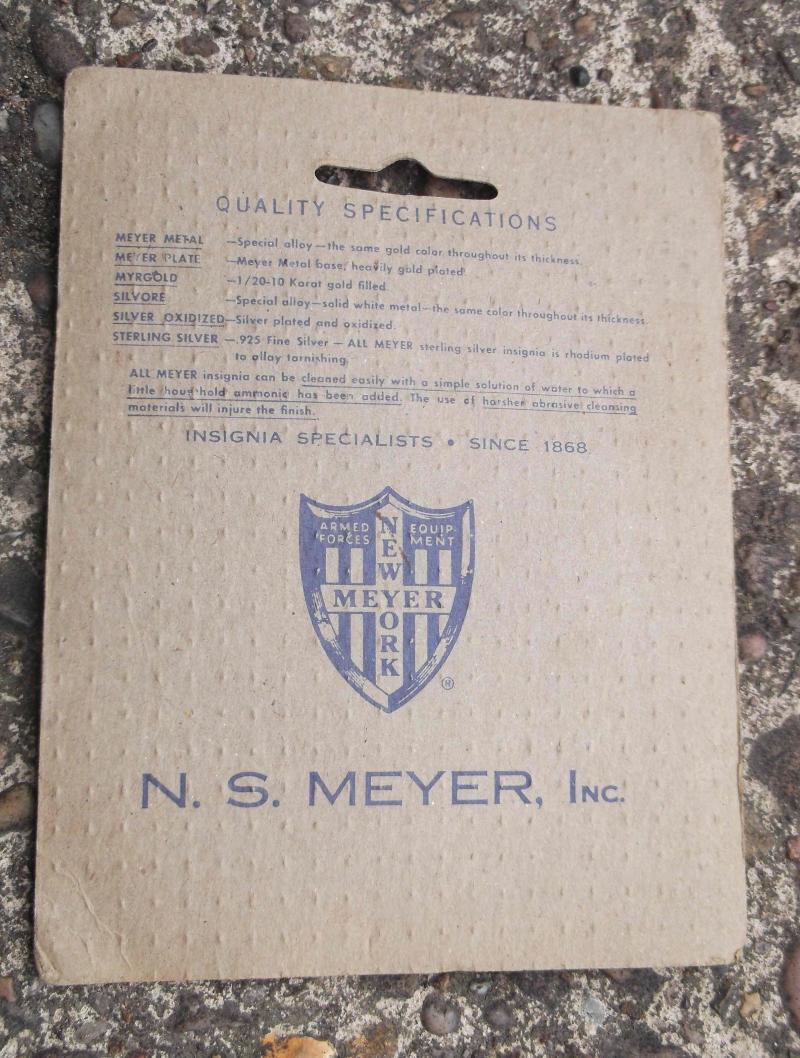 QUALITY SPECIFICATIONS
MEYER METAL —Special alloy—the same gold color throughout its thickness.
MEYER PLATE —Meyer Metal base, heavily gold plated
MYRGOLD —1/20-10 Karat gold filled.
SILVORE —Special alloy—solid white metal—the same color throughout its thickness.
SILVER OXIDIZED—Silver plated and oxidized.
STERLING SILVER —.925 Fine Silver — ALL MEYER sterling silver insignia is rhodium plated
to allay tarnishing.
ALL MEYER insignia can be cleaned easily with a simple solution of water to which a
little household ammonia has been added. The use of harsher abrasive cleansing
materials will injure the finish.
INSIGNIA SPECIALISTS • SINCE 1868
ARMED FORCES EQUIPMENT
NEW YORK
MEYER
®
N. S. MEYER, INC.